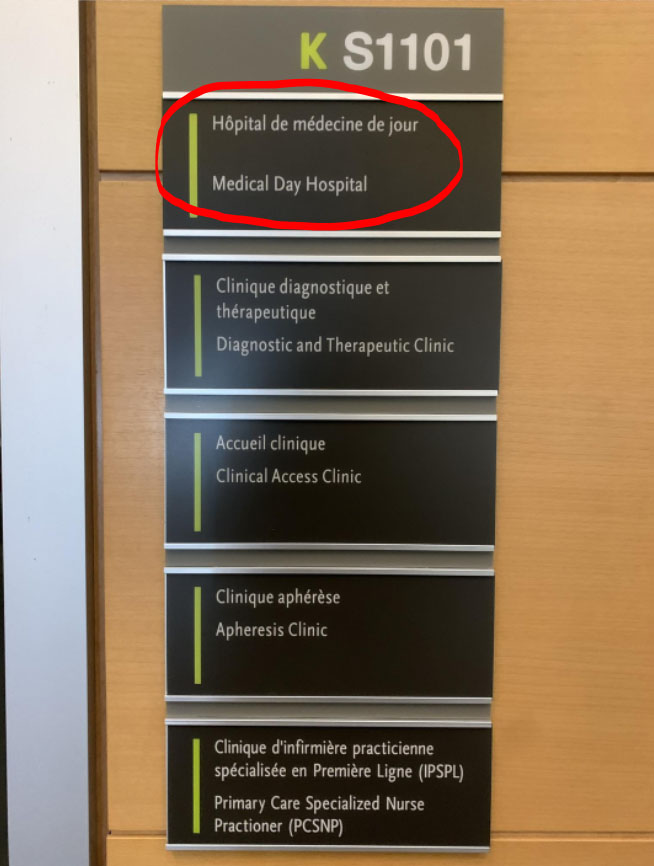 K S1101
Hôpital de médecine de jour
Medical Day Hospital
Clinique diagnostique et
thérapeutique
Diagnostic and Therapeutic Clinic
Accueil clinique
Clinical Access Clinic
Clinique aphérèse
Apheresis Clinic
Clinique d'infirmière practicienne
spécialisée en Première Ligne (IPSPL)
Primary Care Specialized Nurse
Practioner (PCSNP)